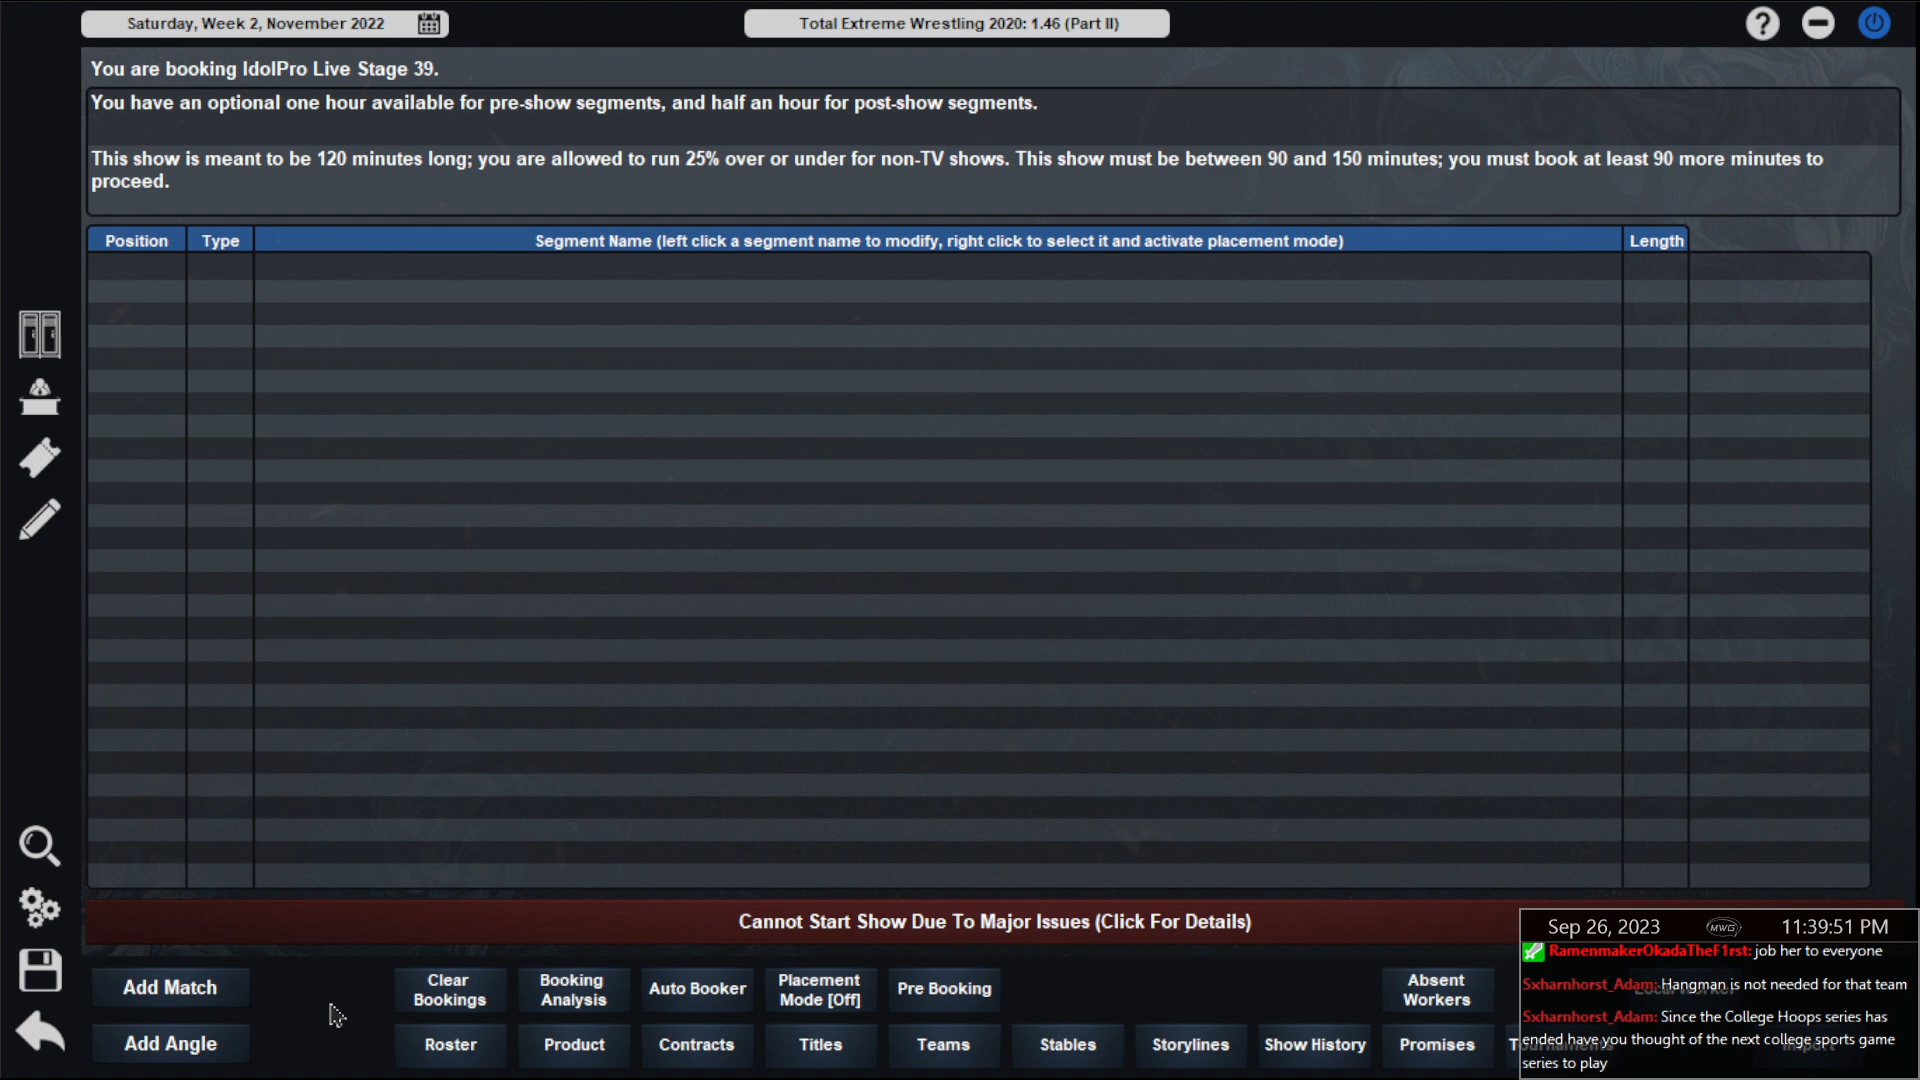 Saturday, Week 2, November 2022
Total Extreme Wrestling 2020: 1.46 (Part II)
?
You are booking IdolPro Live Stage 39.
You have an optional one hour available for pre-show segments, and half an hour for post-show segments.
This show is meant to be 120 minutes long; you are allowed to run 25% over or under for non-TV shows. This show must be between 90 and 150 minutes; you must book at least 90 more minutes to
proceed.
Position Type Segment Name (left click a segment name to modify, right click to select it and activate placement mode) Length
Cannot Start Show Due To Major Issues (Click For Details)
Sep 26, 2023 MWG 11:39:51 PM
RamenmakerOkadaTheF1rst: job her to everyone
Sxharnhorst_Adam: Hangman is not needed for that team
Sxharnhorst_Adam: Since the College Hoops series has
ended have you thought of the next college sports game
series to play
Add Match
Clear
Bookings
Booking
Analysis
Auto Booker
Placement
Mode [Off]
Pre Booking
Absent
Workers
Add Angle
Roster
Product
Contracts
Titles
Teams
Stables
Storylines
Show History
Promises